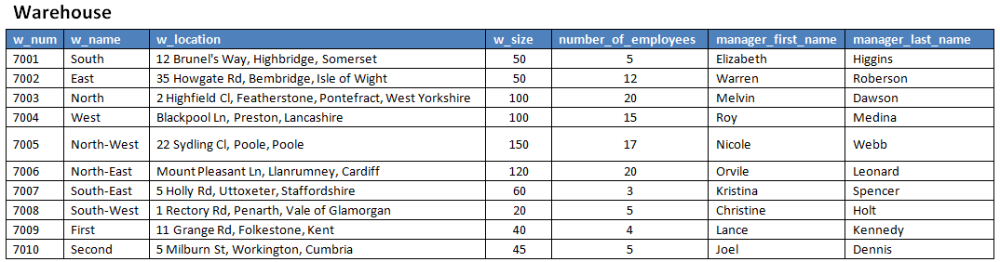 Warehouse
w_num w_name w_location w_size number_of_employees manager_first_name manager_last_name
7001 South 12 Brunel's Way, Highbridge, Somerset 50 5 Elizabeth Higgins
7002 East 35 Howgate Rd, Bembridge, Isle of Wight 50 12 Warren Roberson
7003 North 2 Highfield Cl, Featherstone, Pontefract, West Yorkshire 100 20 Melvin Dawson
7004 West Blackpool Ln, Preston, Lancashire 100 15 Roy Medina
7005 North-West 22 Sydling Cl, Poole, Poole 150 17 Nicole Webb
7006 North-East Mount Pleasant Ln, Llanrumney, Cardiff 120 20 Orvile Leonard
7007 South-East 5 Holly Rd, Uttoxeter, Staffordshire 60 3 Kristina Spencer
7008 South-West 1 Rectory Rd, Penarth, Vale of Glamorgan 20 5 Christine Holt
7009 First 11 Grange Rd, Folkestone, Kent 40 4 Lance Kennedy
7010 Second 5 Milburn St, Workington, Cumbria 45 5 Joel Dennis